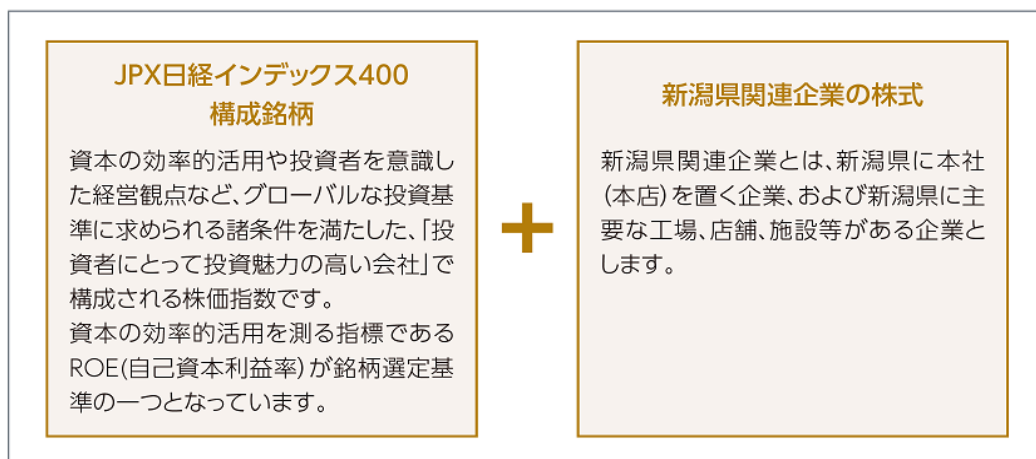 JPX日経インデックス400
構成銘柄
資本の効率的活用や投資者を意識し
た経営観点など、グローバルな投資基
準に求められる諸条件を満たした、「投
資者にとって投資魅力の高い会社」で
構成される株価指数です。
資本の効率的活用を測る指標である
ROE(自己資本利益率)が銘柄選定基
準の一つとなっています。
+
新潟県関連企業の株式
新潟県関連企業とは、新潟県に本社
(本店)を置く企業、および新潟県に主
要な工場、店舗、施設等がある企業と
します。